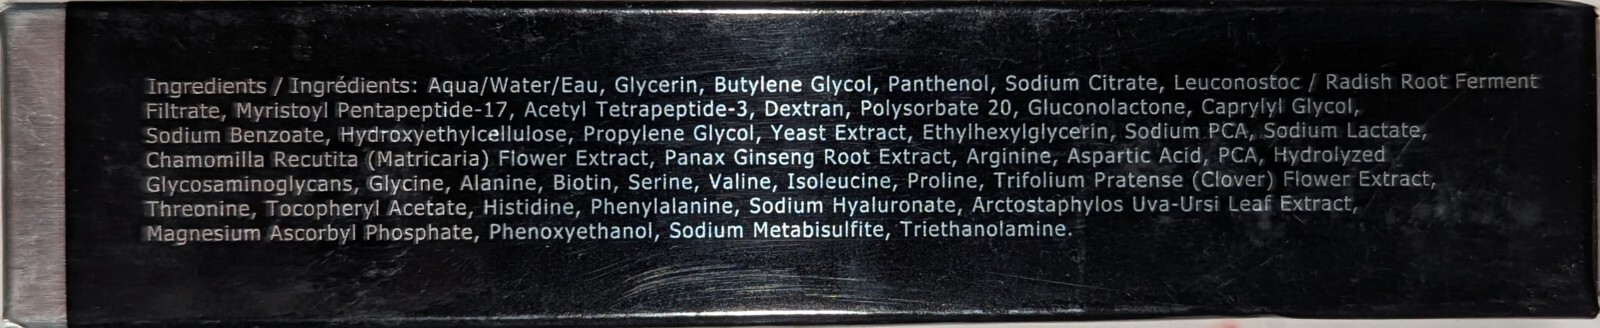 Ingredients / Ingrédients: Aqua/Water/Eau, Glycerin, Butylene Glycol, Panthenol, Sodium Citrate, Leuconostoc / Radish Root Ferment
Filtrate, Myristoyl Pentapeptide-17, Acetyl Tetrapeptide-3, Dextran, Polysorbate 20, Gluconolactone, Caprylyl Glycol,
Sodium Benzoate, Hydroxyethylcellulose, Propylene Glycol, Yeast Extract, Ethylhexylglycerin, Sodium PCA, Sodium Lactate,
Chamomilla Recutita (Matricaria) Flower Extract, Panax Ginseng Root Extract, Arginine, Aspartic Acid, PCA, Hydrolyzed
Glycosaminoglycans, Glycine, Alanine, Biotin, Serine, Valine, Isoleucine, Proline, Trifolium Pratense (Clover) Flower Extract,
Threonine, Tocopheryl Acetate, Histidine, Phenylalanine, Sodium Hyaluronate, Arctostaphylos Uva-Ursi Leaf Extract,
Magnesium Ascorbyl Phosphate, Phenoxyethanol, Sodium Metabisulfite, Triethanolamine.